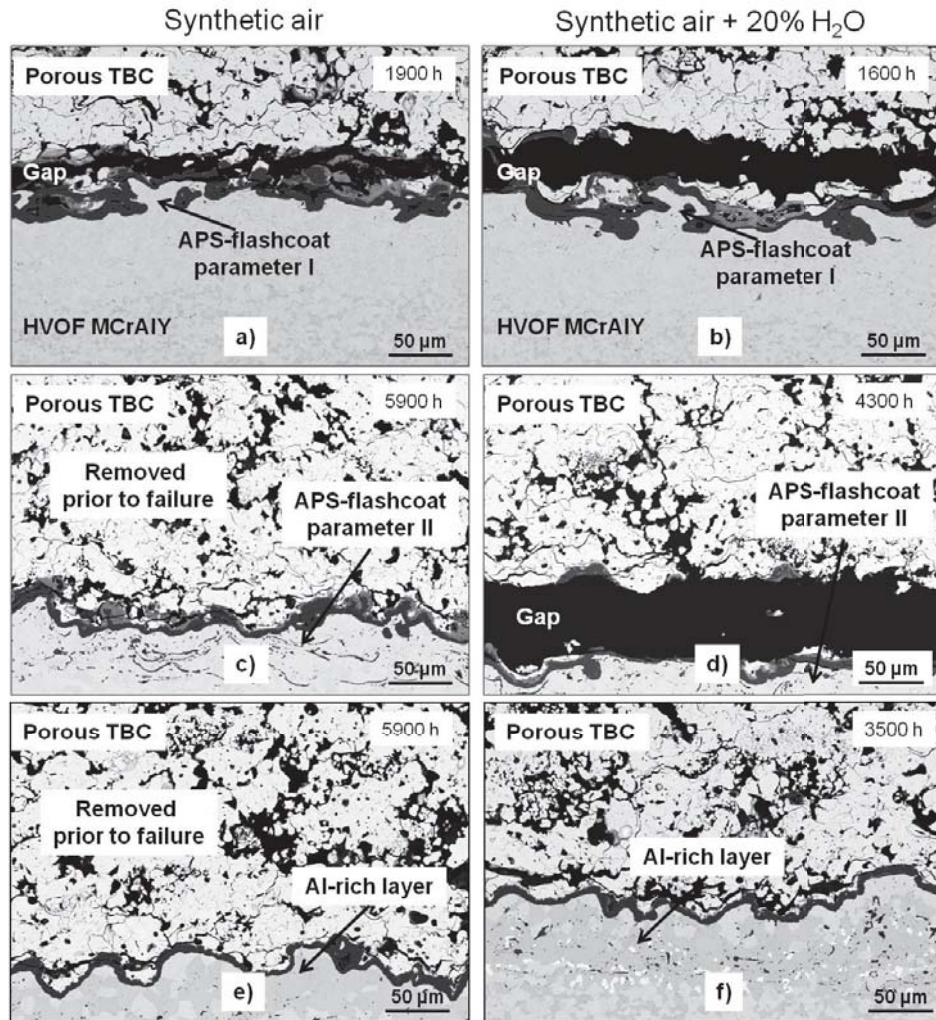 Synthetic air
Synthetic air + 20% H₂O
Porous TBC
1900 h
Gap
APS-flashcoat
parameter I
HVOF MCrAlY
a)
50 µm
Porous TBC
1600 h
Gap
APS-flashcoat
parameter I
b)
50 µm
Porous TBC
5900 h
Removed
prior to failure
APS-flashcoat
parameter II
c)
50 µm
Porous TBC
4300 h
APS-flashcoat
parameter II
Gap
d)
50 µm
Porous TBC
5900 h
Removed
prior to failure
Al-rich layer
e)
50 µm
Porous TBC
3500 h
Al-rich layer
f)
50 µm